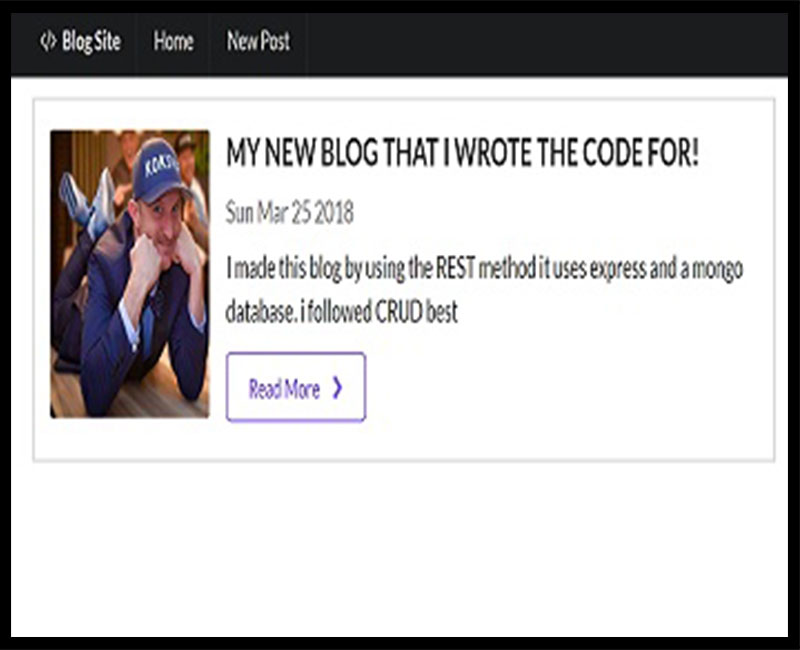 </> Blog Site Home New Post
MY NEW BLOG THAT I WROTE THE CODE FOR!
Sun Mar 25 2018
I made this blog by using the REST method it uses express and a mongo
database. i followed CRUD best
Read More ❯